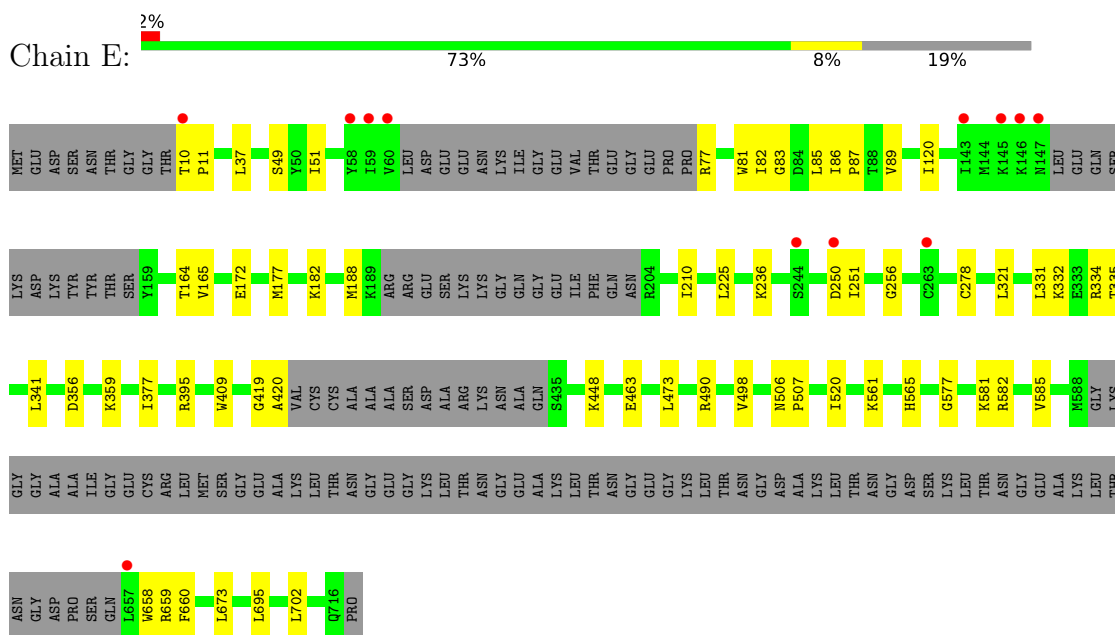 2%
Chain E:
73% 8% 19%
MET GLU ASP SER ASN THR GLY GLY THR T10 P11 L37 S49 Y50 I51 Y58 I59 V60 LEU ASP GLU GLU ASN LYS ILE GLY GLU VAL THR GLU GLY GLU PRO PRO R77 W81 I82 G83 D84 L85 I86 P87 T88 V89 I120 I143 M144 K145 K146 N147 LEU GLU GLU GLN SER
LYS ASP LYS TYR TYR THR SER Y159 T164 V165 E172 M177 K182 M188 K189 ARG ARG GLU SER LYS LYS GLY GLN GLY GLU ILE PHE GLN ASN R204 I210 L225 K236 S244 D250 I251 G256 C263 C278 L321 L331 K332 E333 R334 T335
L341 D356 K359 I377 R395 W409 G419 A420 VAL CYS CYS ALA ALA ALA SER ASP ALA ARG LYS ASN ALA GLN S435 K448 E463 L473 R490 V498 N506 P507 I520 K561 H565 G577 K581 R582 V585 M588 GLY LYS
GLY GLY ALA ALA ILE GLY GLU CYS ARG LEU MET SER GLY GLU ALA LYS LEU THR ASN GLY GLU GLY LYS LEU THR ASN GLY GLU ALA LYS LEU THR ASN GLY GLU GLY LYS LEU THR ASN GLY ASP ALA LYS LEU THR ASN GLY ASP SER LYS LEU THR ASN GLY GLU ALA LYS LEU THR
ASN GLY ASP PRO SER GLN L657 W658 R659 F660 L673 L695 L702 Q716 PRO